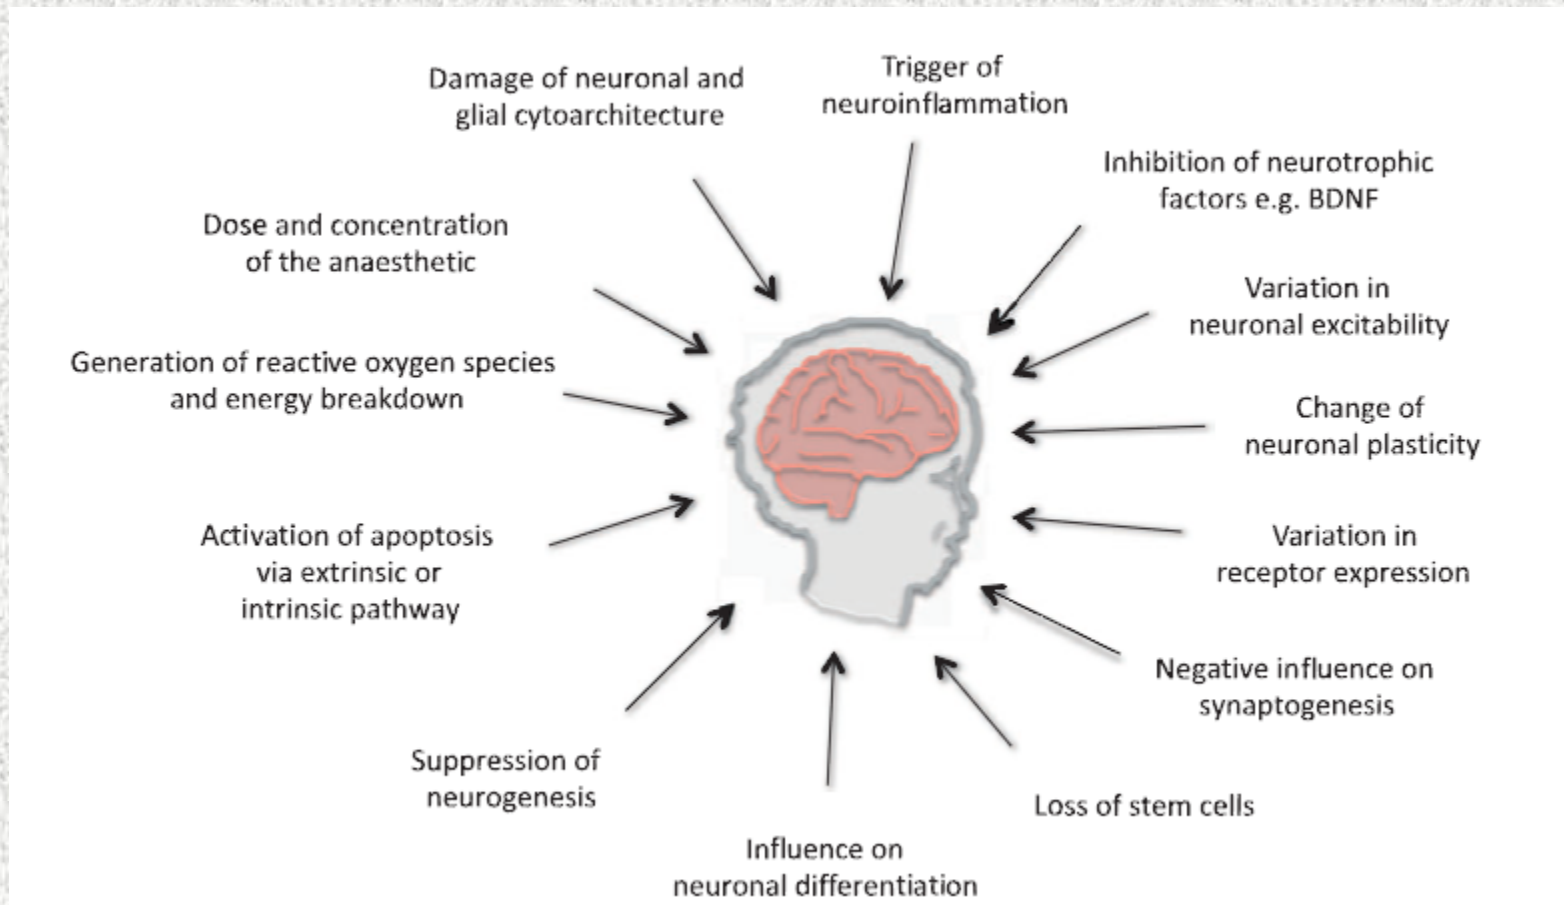 Damage of neuronal and
glial cytoarchitecture
Trigger of
neuroinflammation
Inhibition of neurotrophic
factors e.g. BDNF
Dose and concentration
of the anaesthetic
Variation in
neuronal excitability
Generation of reactive oxygen species
and energy breakdown
Change of
neuronal plasticity
Activation of apoptosis
via extrinsic or
intrinsic pathway
Variation in
receptor expression
Negative influence on
synaptogenesis
Suppression of
neurogenesis
Loss of stem cells
Influence on
neuronal differentiation